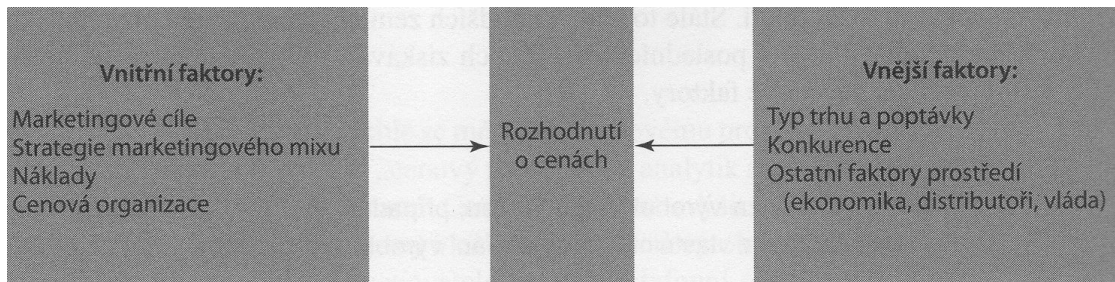 Vnitřní faktory:
Marketingové cíle
Strategie marketingového mixu
Náklady
Cenová organizace
Rozhodnutí
o cenách
Vnější faktory:
Typ trhu a poptávky
Konkurence
Ostatní faktory prostředí
(ekonomika, distributoři, vláda)